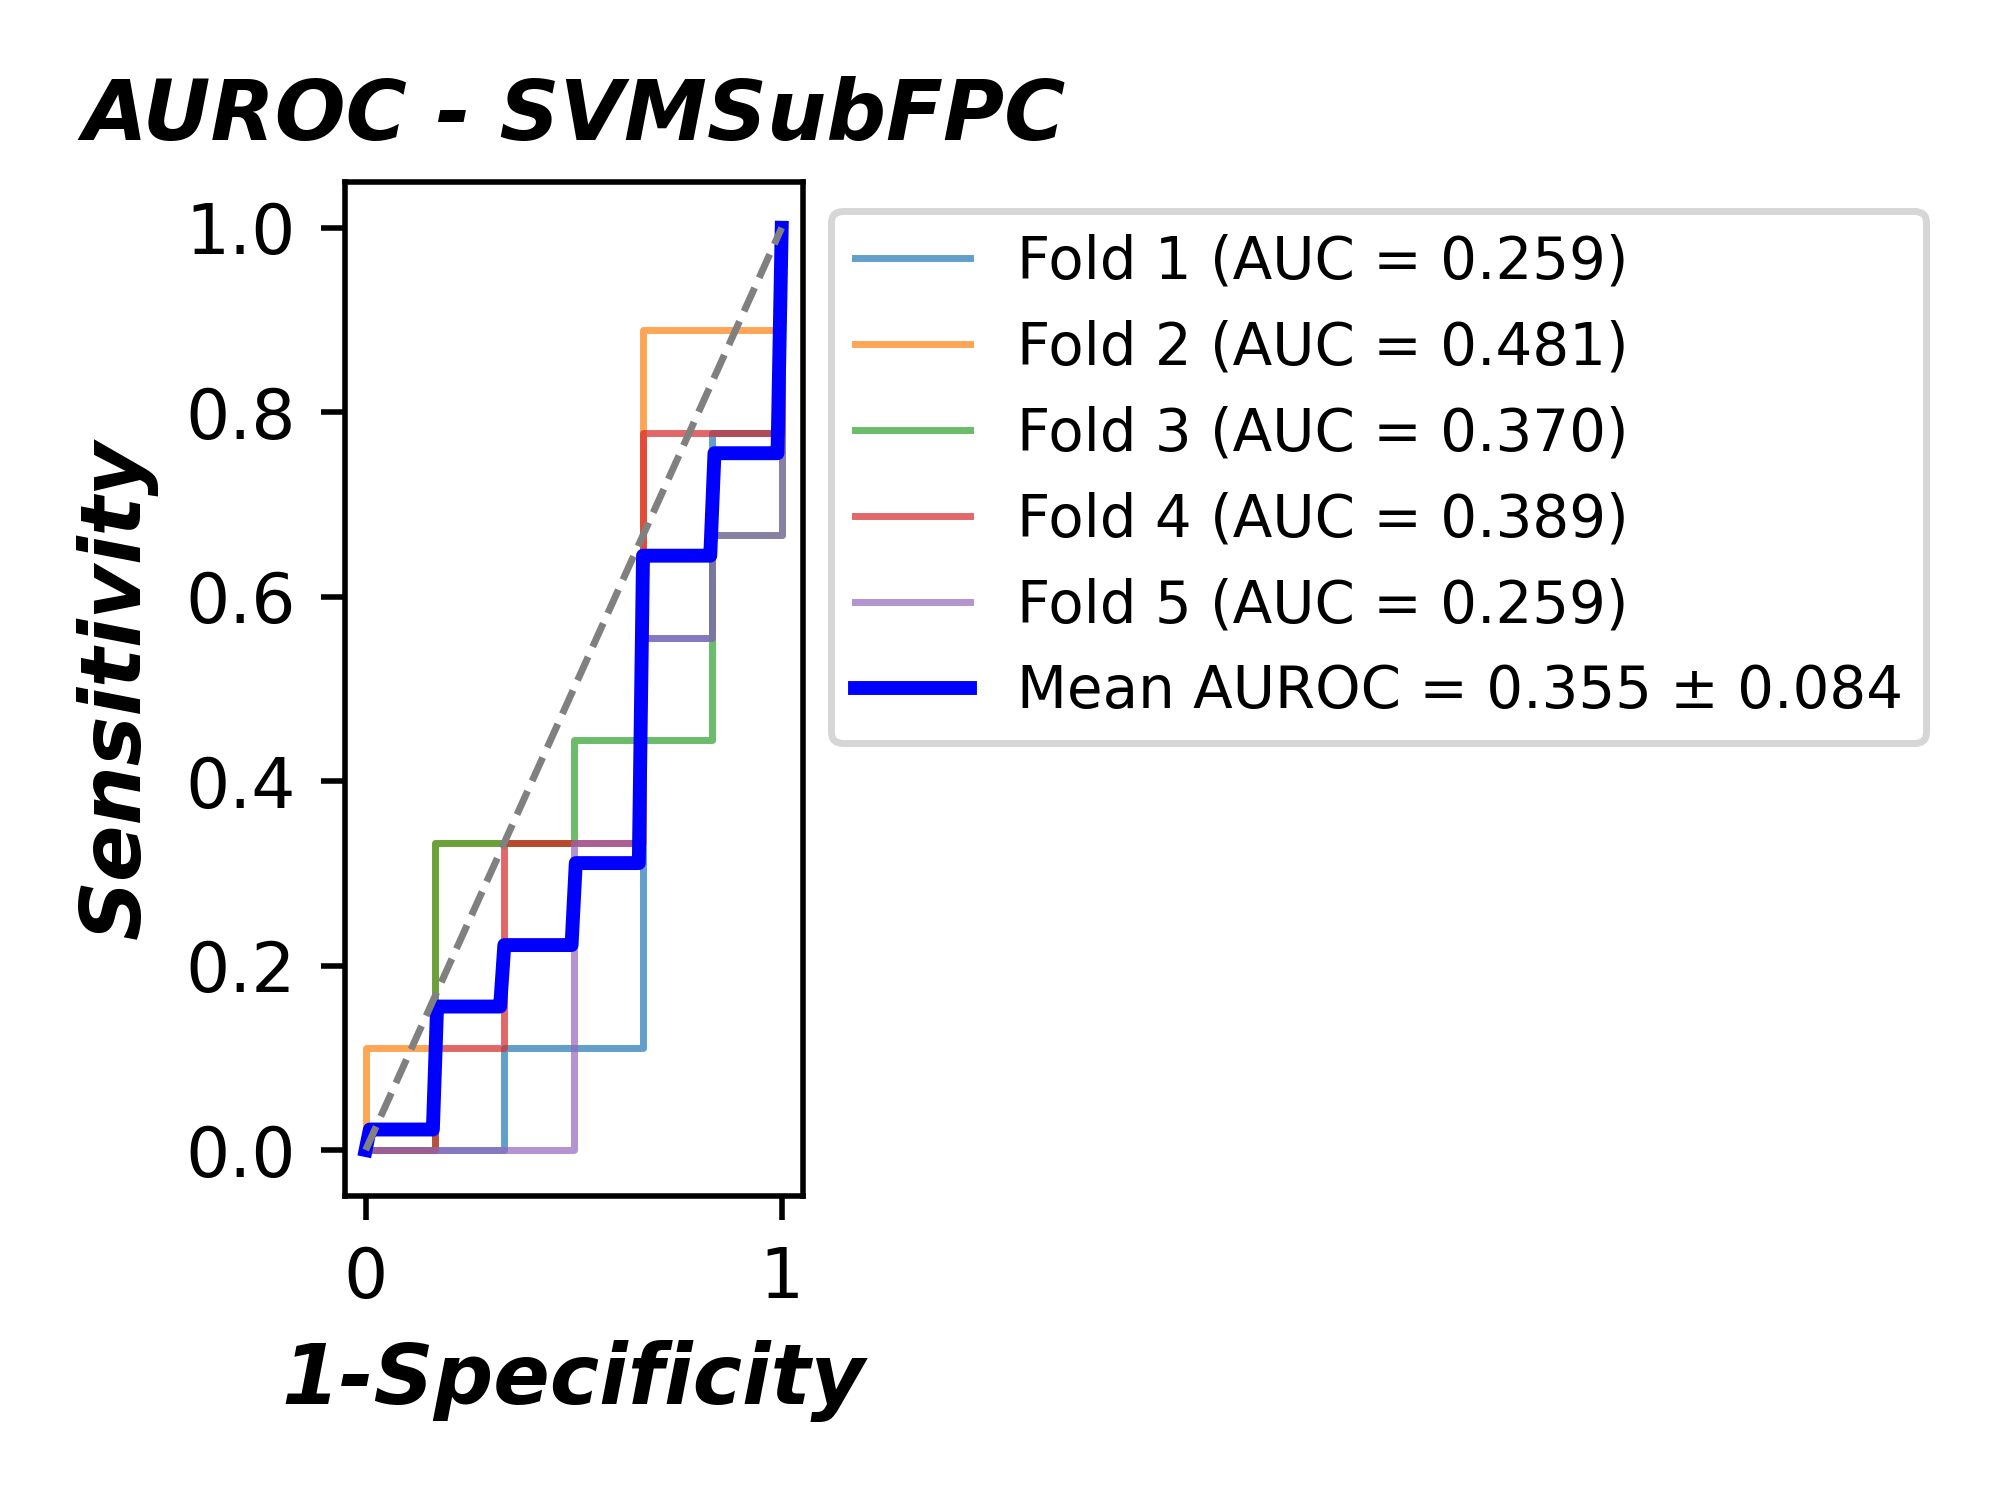 AUROC - SVMSubFPC
1.0
0.8
0.6
0.4
0.2
0.0
Sensitivity
0 1
1-Specificity
Fold 1 (AUC = 0.259)
Fold 2 (AUC = 0.481)
Fold 3 (AUC = 0.370)
Fold 4 (AUC = 0.389)
Fold 5 (AUC = 0.259)
Mean AUROC = 0.355 ± 0.084